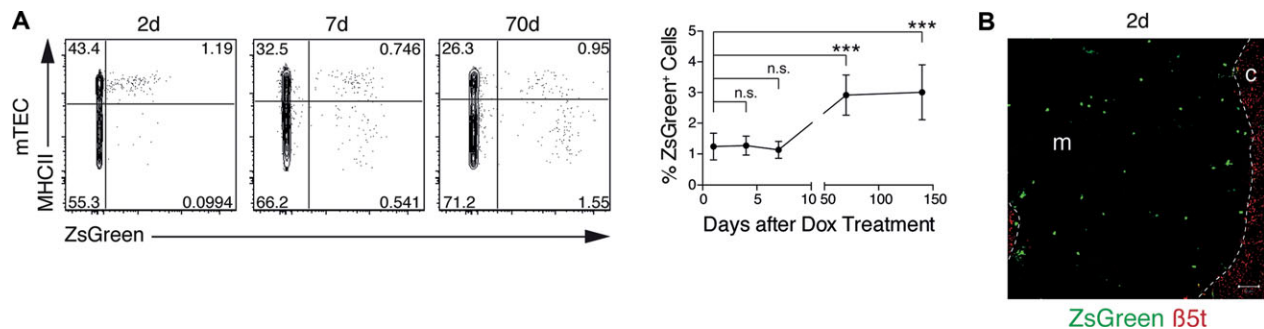 A
2d
7d
70d
43.4 1.19
55.3 0.0994
32.5 0.746
66.2 0.541
26.3 0.95
71.2 1.55
mTEC
MHCII
ZsGreen
% ZsGreen⁺ Cells
5
4
3
2
1
0
***
***
n.s.
n.s.
0 5 10 50 100 150
Days after Dox Treatment
B
2d
c
m
ZsGreen ß5t